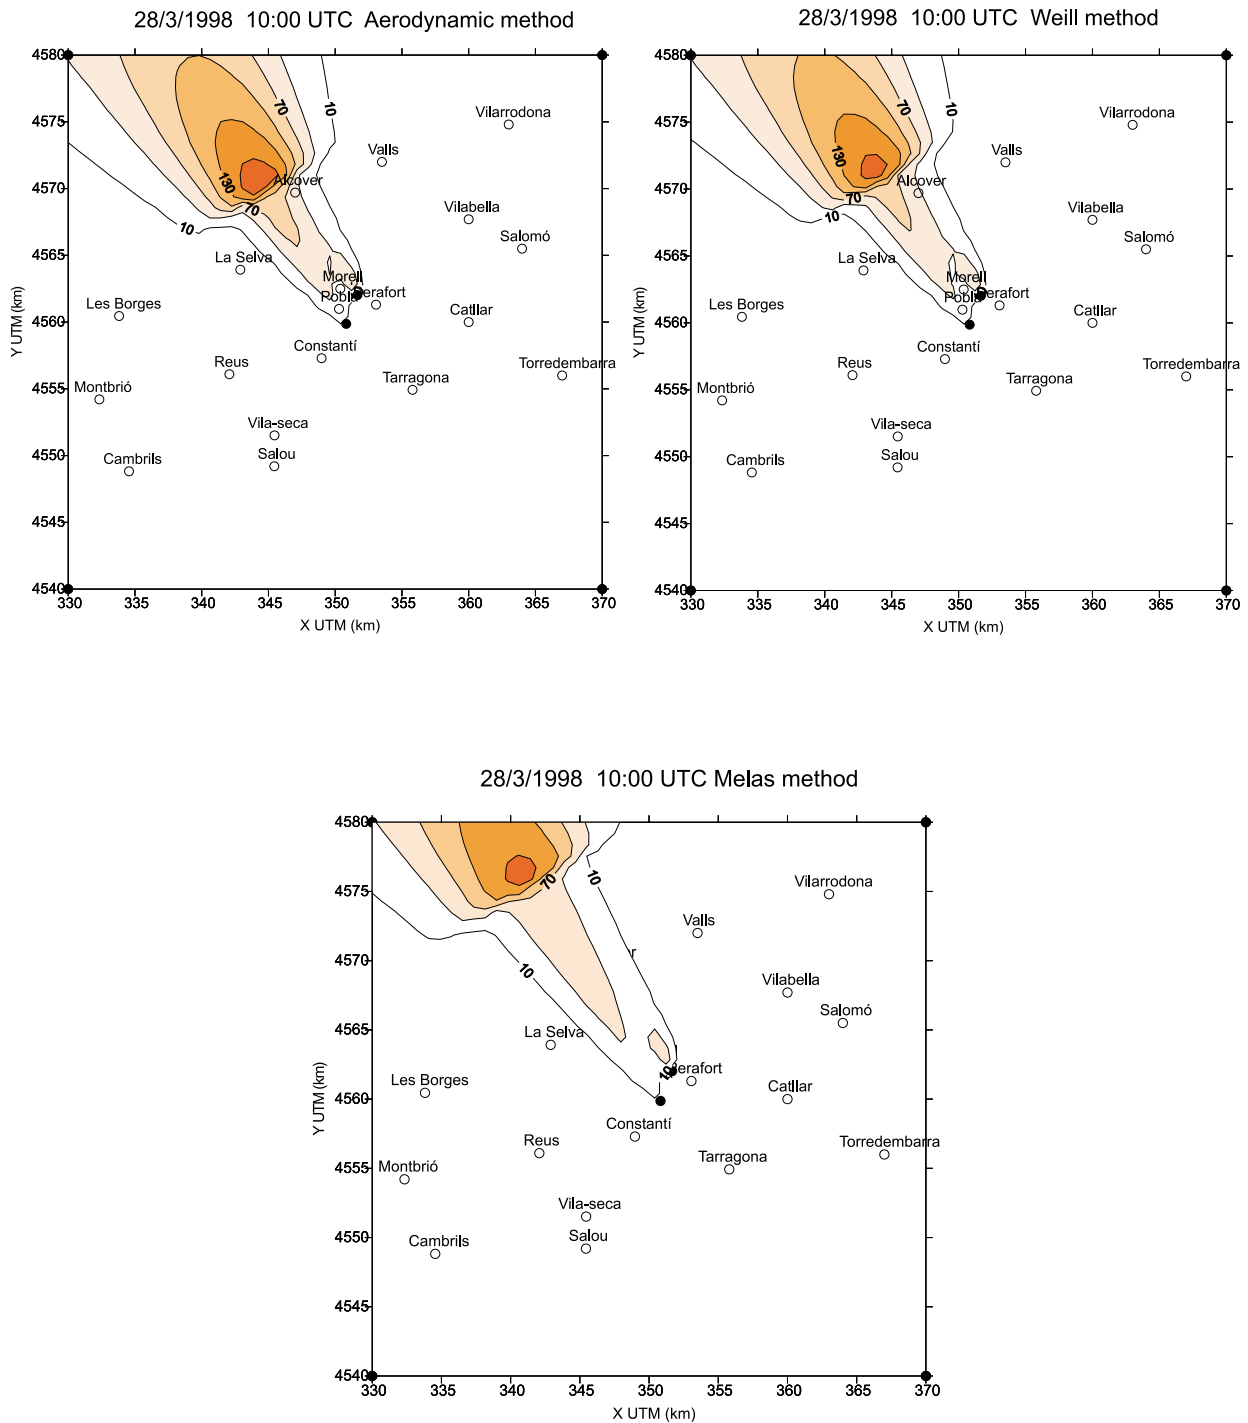 28/3/1998 10:00 UTC Aerodynamic method
4580
4575
4570
4565
4560
4555
4550
4545
4540
Y UTM (km)
330 335 340 345 350 355 360 365 370
X UTM (km)
10
70
130
70
10
Vilarrodona
Valls
Alcover
Vilabella
Salomó
La Selva
Morell
Pobla
Perafort
Les Borges
Catllar
Constantí
Reus
Torredembarra
Tarragona
Montbrió
Vila-seca
Salou
Cambrils
28/3/1998 10:00 UTC Weill method
4580
4575
4570
4565
4560
4555
4550
4545
4540
Y UTM (km)
330 335 340 345 350 355 360 365 370
X UTM (km)
10
70
130
70
10
Vilarrodona
Valls
Alcover
Vilabella
Salomó
La Selva
Morell
Pobla
Perafort
Les Borges
Catllar
Constantí
Reus
Torredembarra
Tarragona
Montbrió
Vila-seca
Salou
Cambrils
28/3/1998 10:00 UTC Melas method
4580
4575
4570
4565
4560
4555
4550
4545
4540
Y UTM (km)
330 335 340 345 350 355 360 365 370
X UTM (km)
70
10
10
10
Vilarrodona
Valls
r
Vilabella
Salomó
La Selva
erafort
Les Borges
Catllar
Constantí
Reus
Torredembarra
Tarragona
Montbrió
Vila-seca
Salou
Cambrils